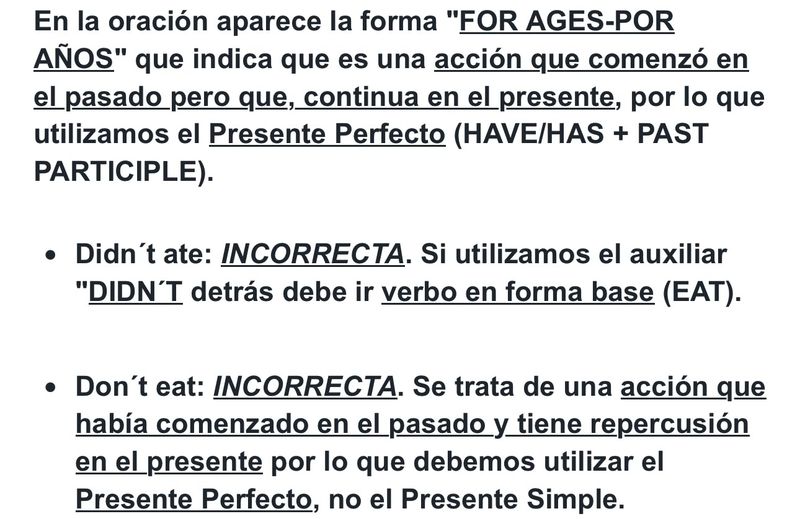 En la oración aparece la forma "FOR AGES-POR
AÑOS" que indica que es una acción que comenzó en
el pasado pero que, continua en el presente, por lo que
utilizamos el Presente Perfecto (HAVE/HAS + PAST
PARTICIPLE).
• Didn´t ate: INCORRECTA. Si utilizamos el auxiliar
"DIDN´T detrás debe ir verbo en forma base (EAT).
• Don´t eat: INCORRECTA. Se trata de una acción que
había comenzado en el pasado y tiene repercusión
en el presente por lo que debemos utilizar el
Presente Perfecto, no el Presente Simple.